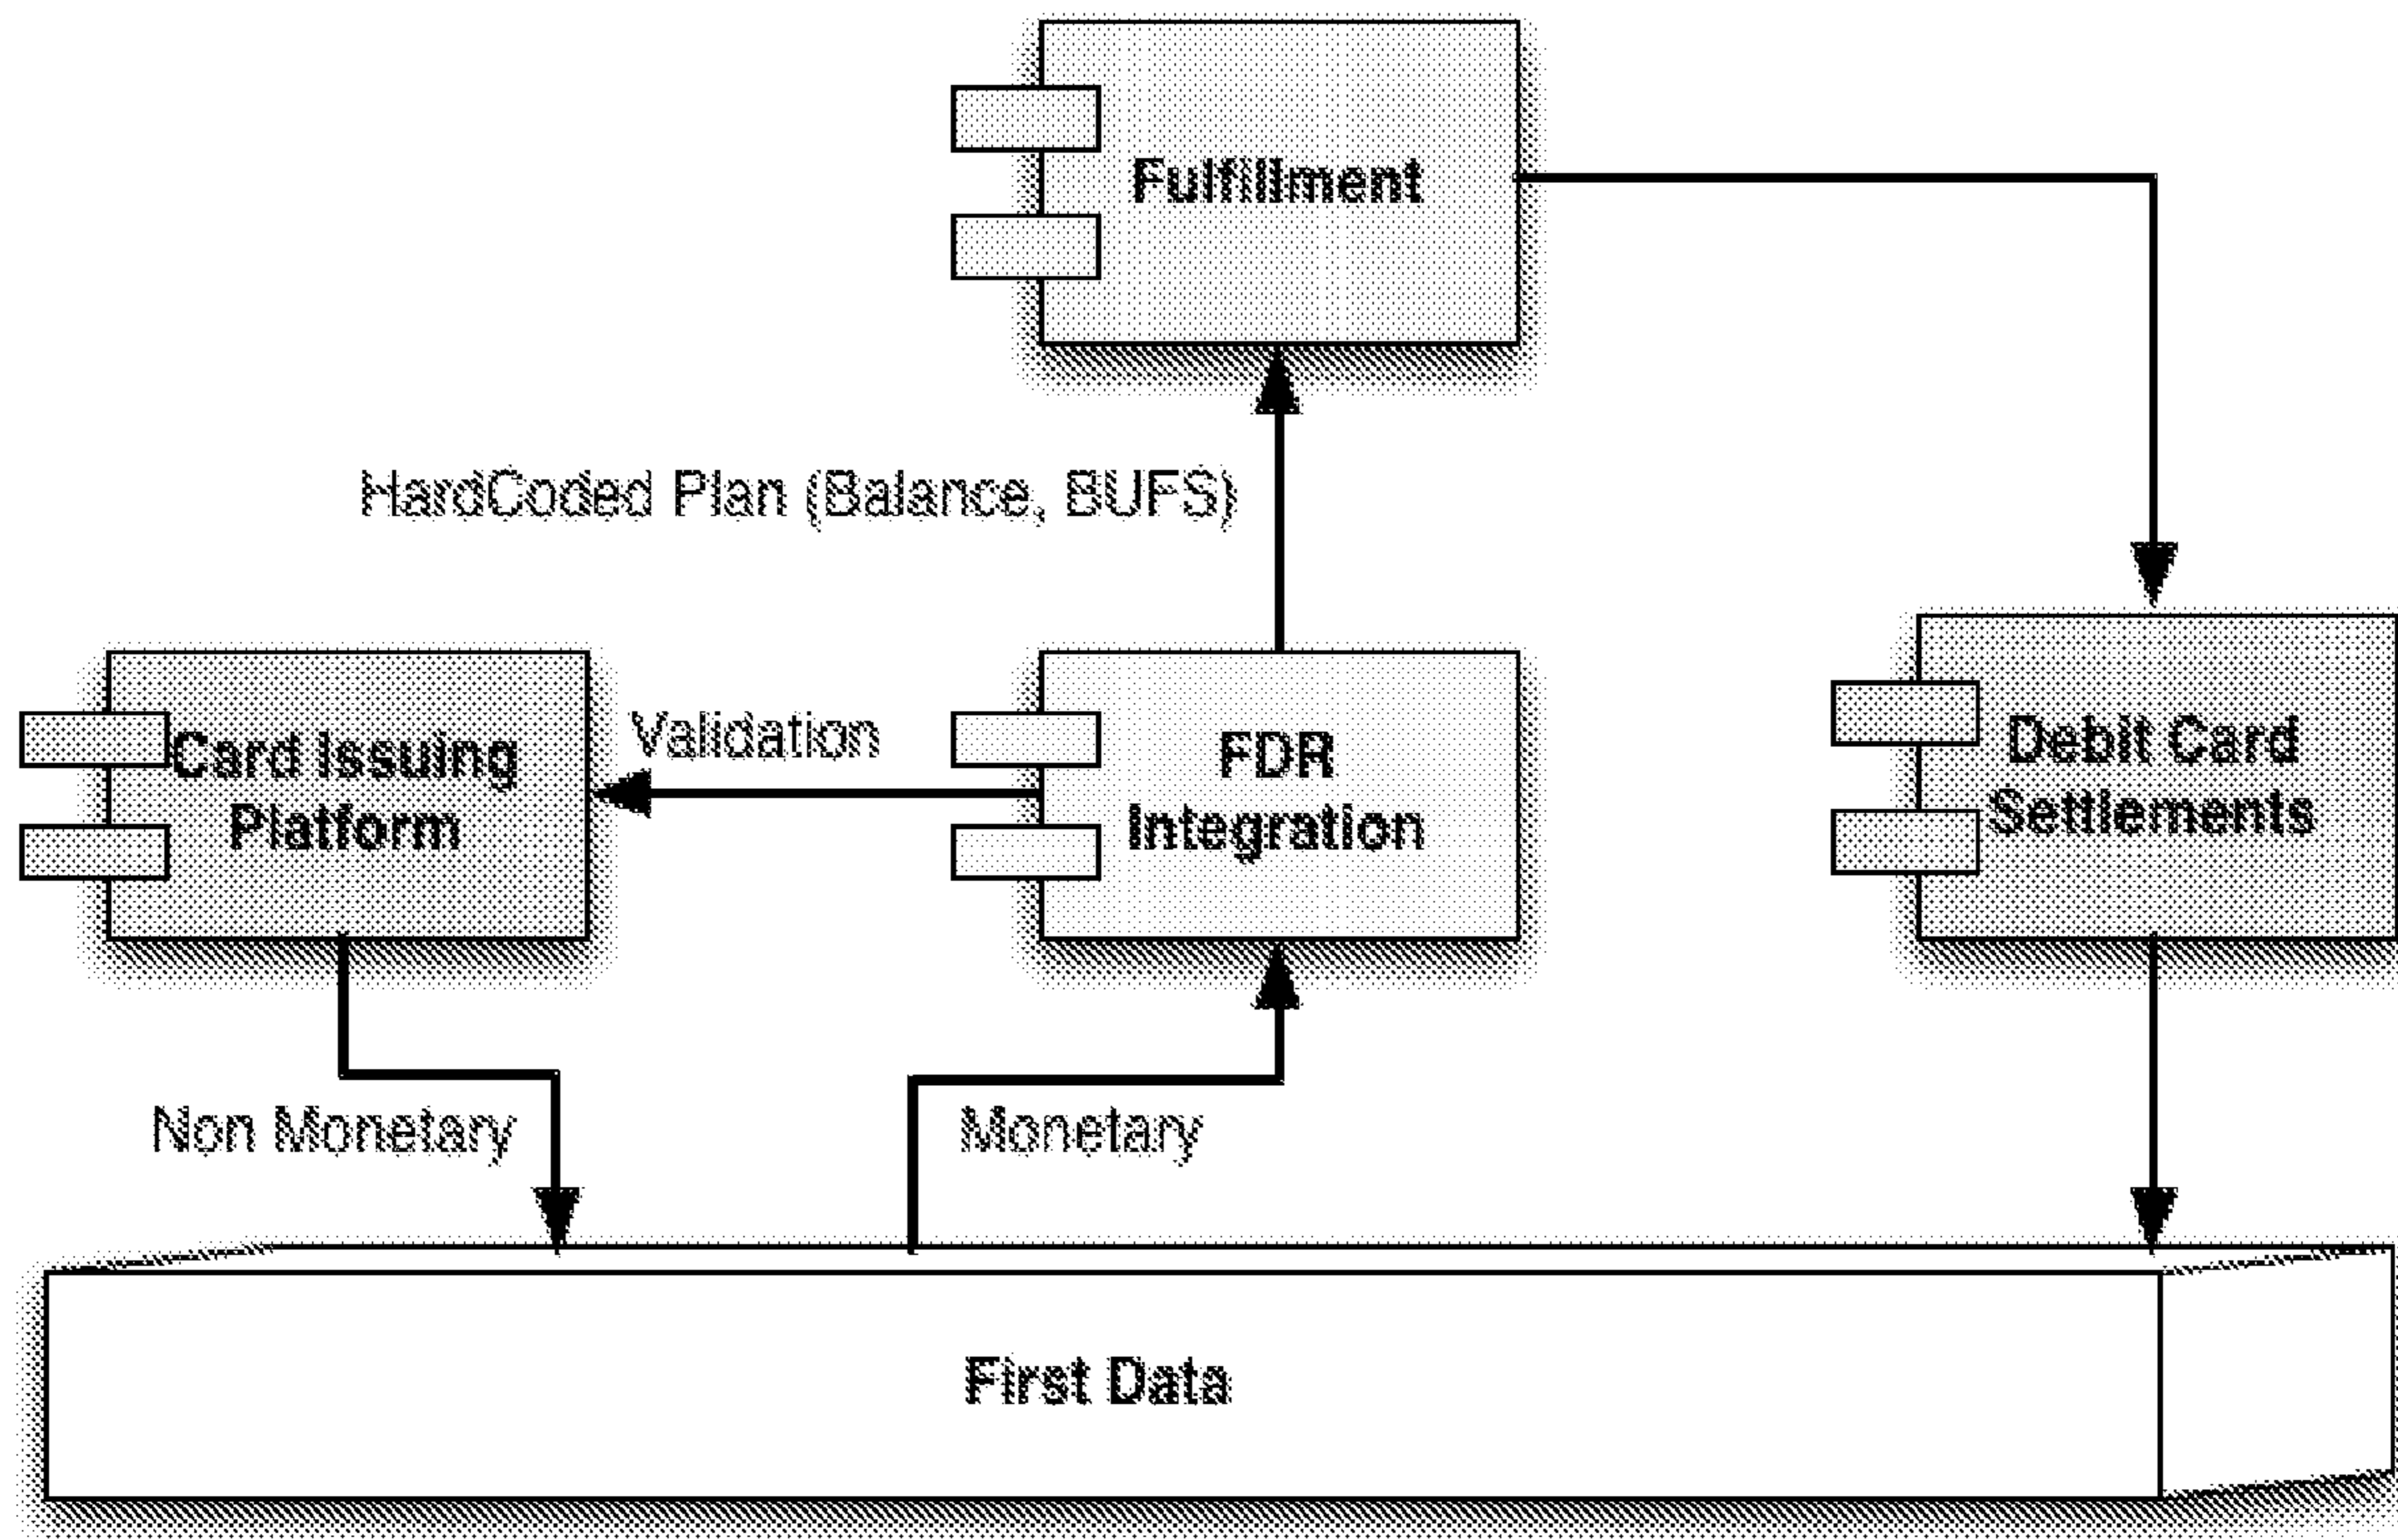 Fulfillment
HardCoded Plan (Balance, BUFS)
Card Issuing
Platform
Validation
FDR
Integration
Debit Card
Settlements
Non Monetary
Monetary
First Data